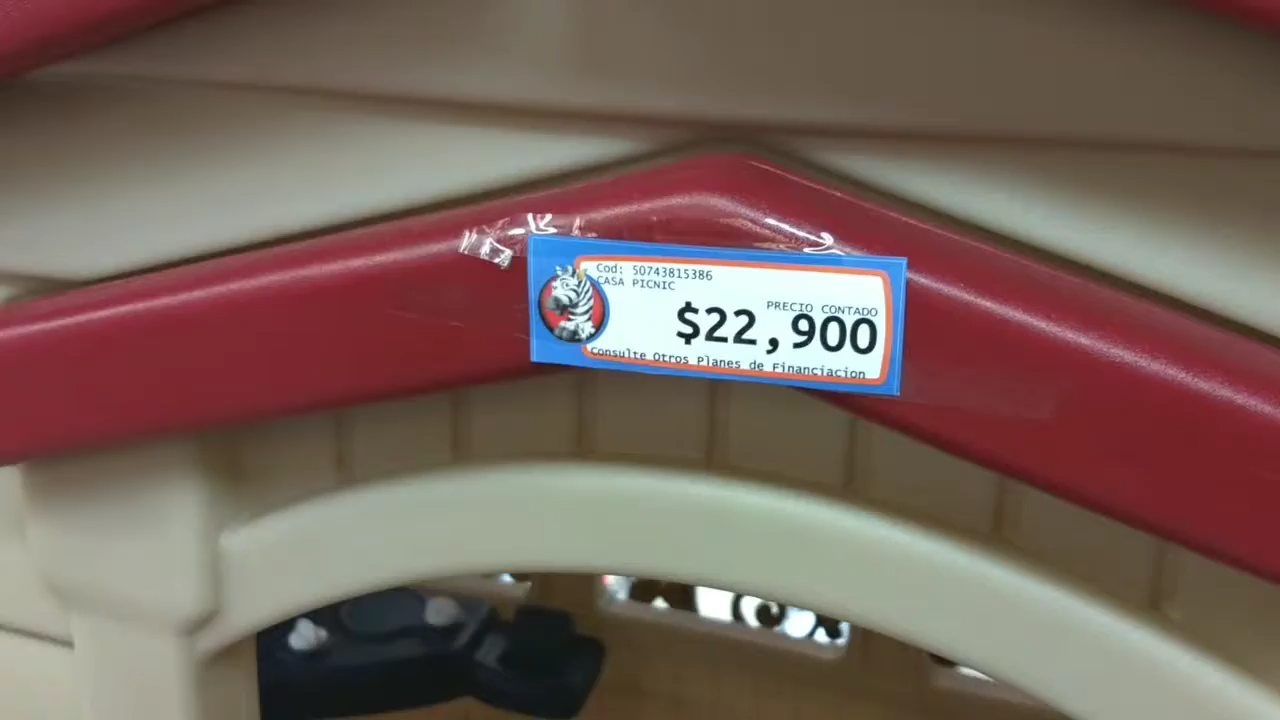 Cod: 50743815386
CASA PICNIC
PRECIO CONTADO
$22,900
Consulte Otros Planes de Financiacion